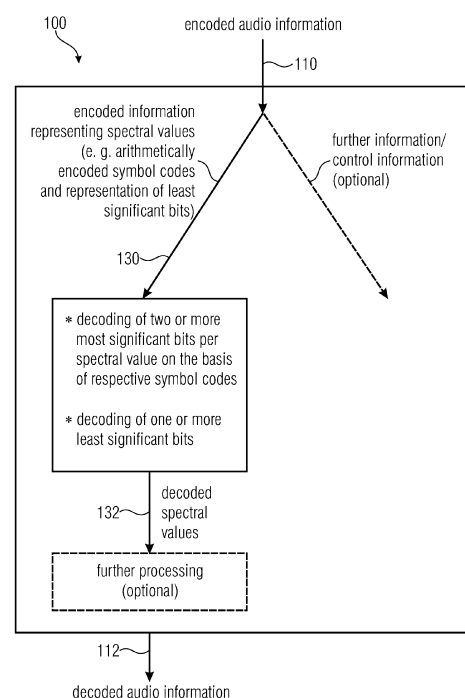 100
encoded audio information
110
encoded information
representing spectral values
(e. g. arithmetically
encoded symbol codes
and representation of least
significant bits)
further information/
control information
(optional)
130
* decoding of two or more
most significant bits per
spectral value on the basis
of respective symbol codes
* decoding of one or more
least significant bits
132
decoded
spectral
values
further processing
(optional)
112
decoded audio information